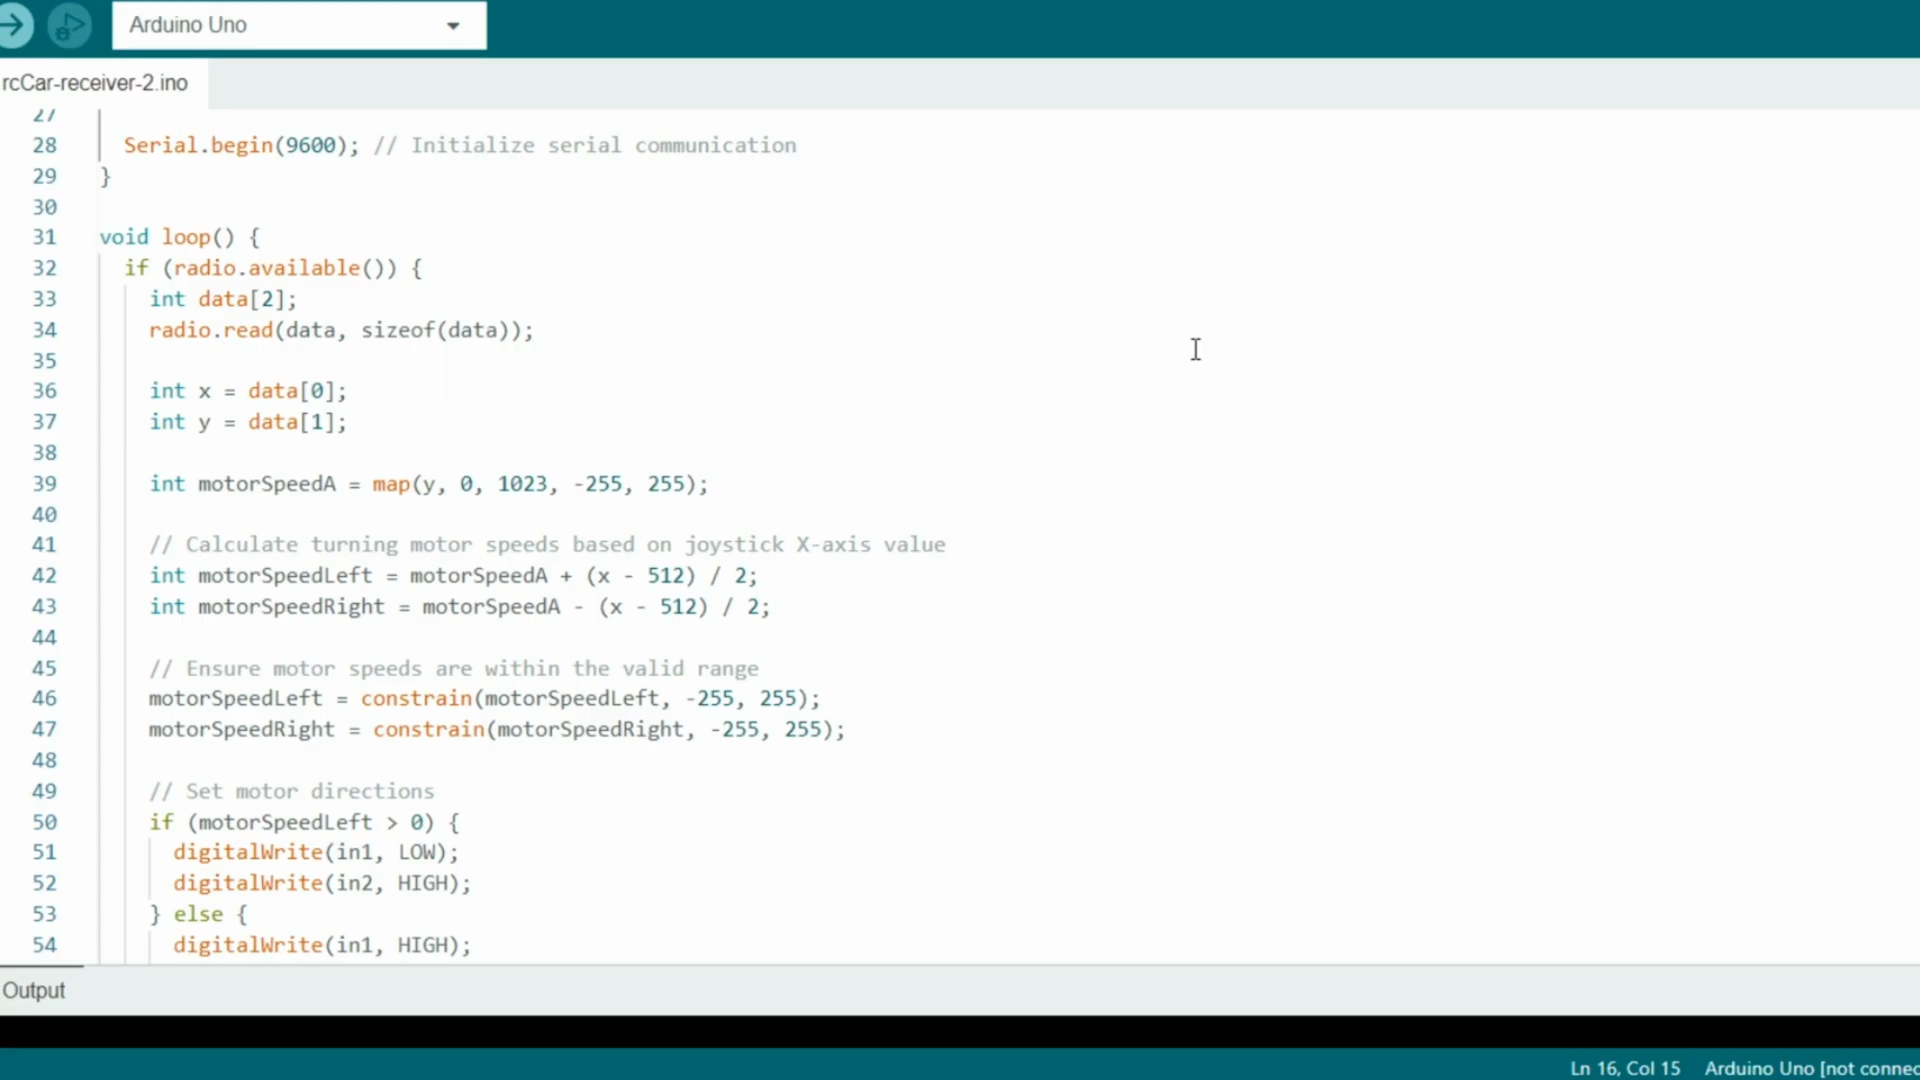 Arduino Uno
rcCar-receiver-2.ino
27
28 Serial.begin(9600); // Initialize serial communication
29 }
30
31 void loop() {
32 if (radio.available()) {
33 int data[2];
34 radio.read(data, sizeof(data));
35
36 int x = data[0];
37 int y = data[1];
38
39 int motorSpeedA = map(y, 0, 1023, -255, 255);
40
41 // Calculate turning motor speeds based on joystick X-axis value
42 int motorSpeedLeft = motorSpeedA + (x - 512) / 2;
43 int motorSpeedRight = motorSpeedA - (x - 512) / 2;
44
45 // Ensure motor speeds are within the valid range
46 motorSpeedLeft = constrain(motorSpeedLeft, -255, 255);
47 motorSpeedRight = constrain(motorSpeedRight, -255, 255);
48
49 // Set motor directions
50 if (motorSpeedLeft > 0) {
51 digitalWrite(in1, LOW);
52 digitalWrite(in2, HIGH);
53 } else {
54 digitalWrite(in1, HIGH);
Output
Ln 16, Col 15 Arduino Uno [not connec